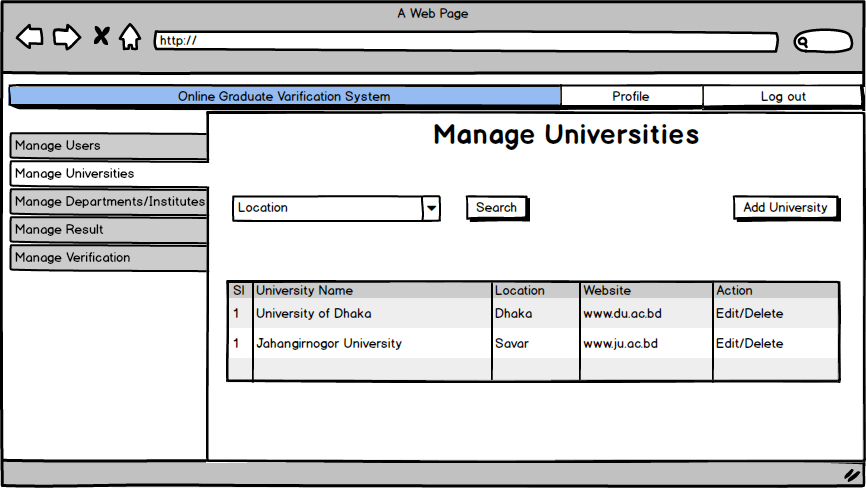 A Web Page
http://
Online Graduate Varification System
Profile
Log out
Manage Users
Manage Universities
Manage Departments/Institutes
Manage Result
Manage Verification
Manage Universities
Location
Search
Add University
Sl University Name Location Website Action
1 University of Dhaka Dhaka www.du.ac.bd Edit/Delete
1 Jahangirnogor University Savar www.ju.ac.bd Edit/Delete